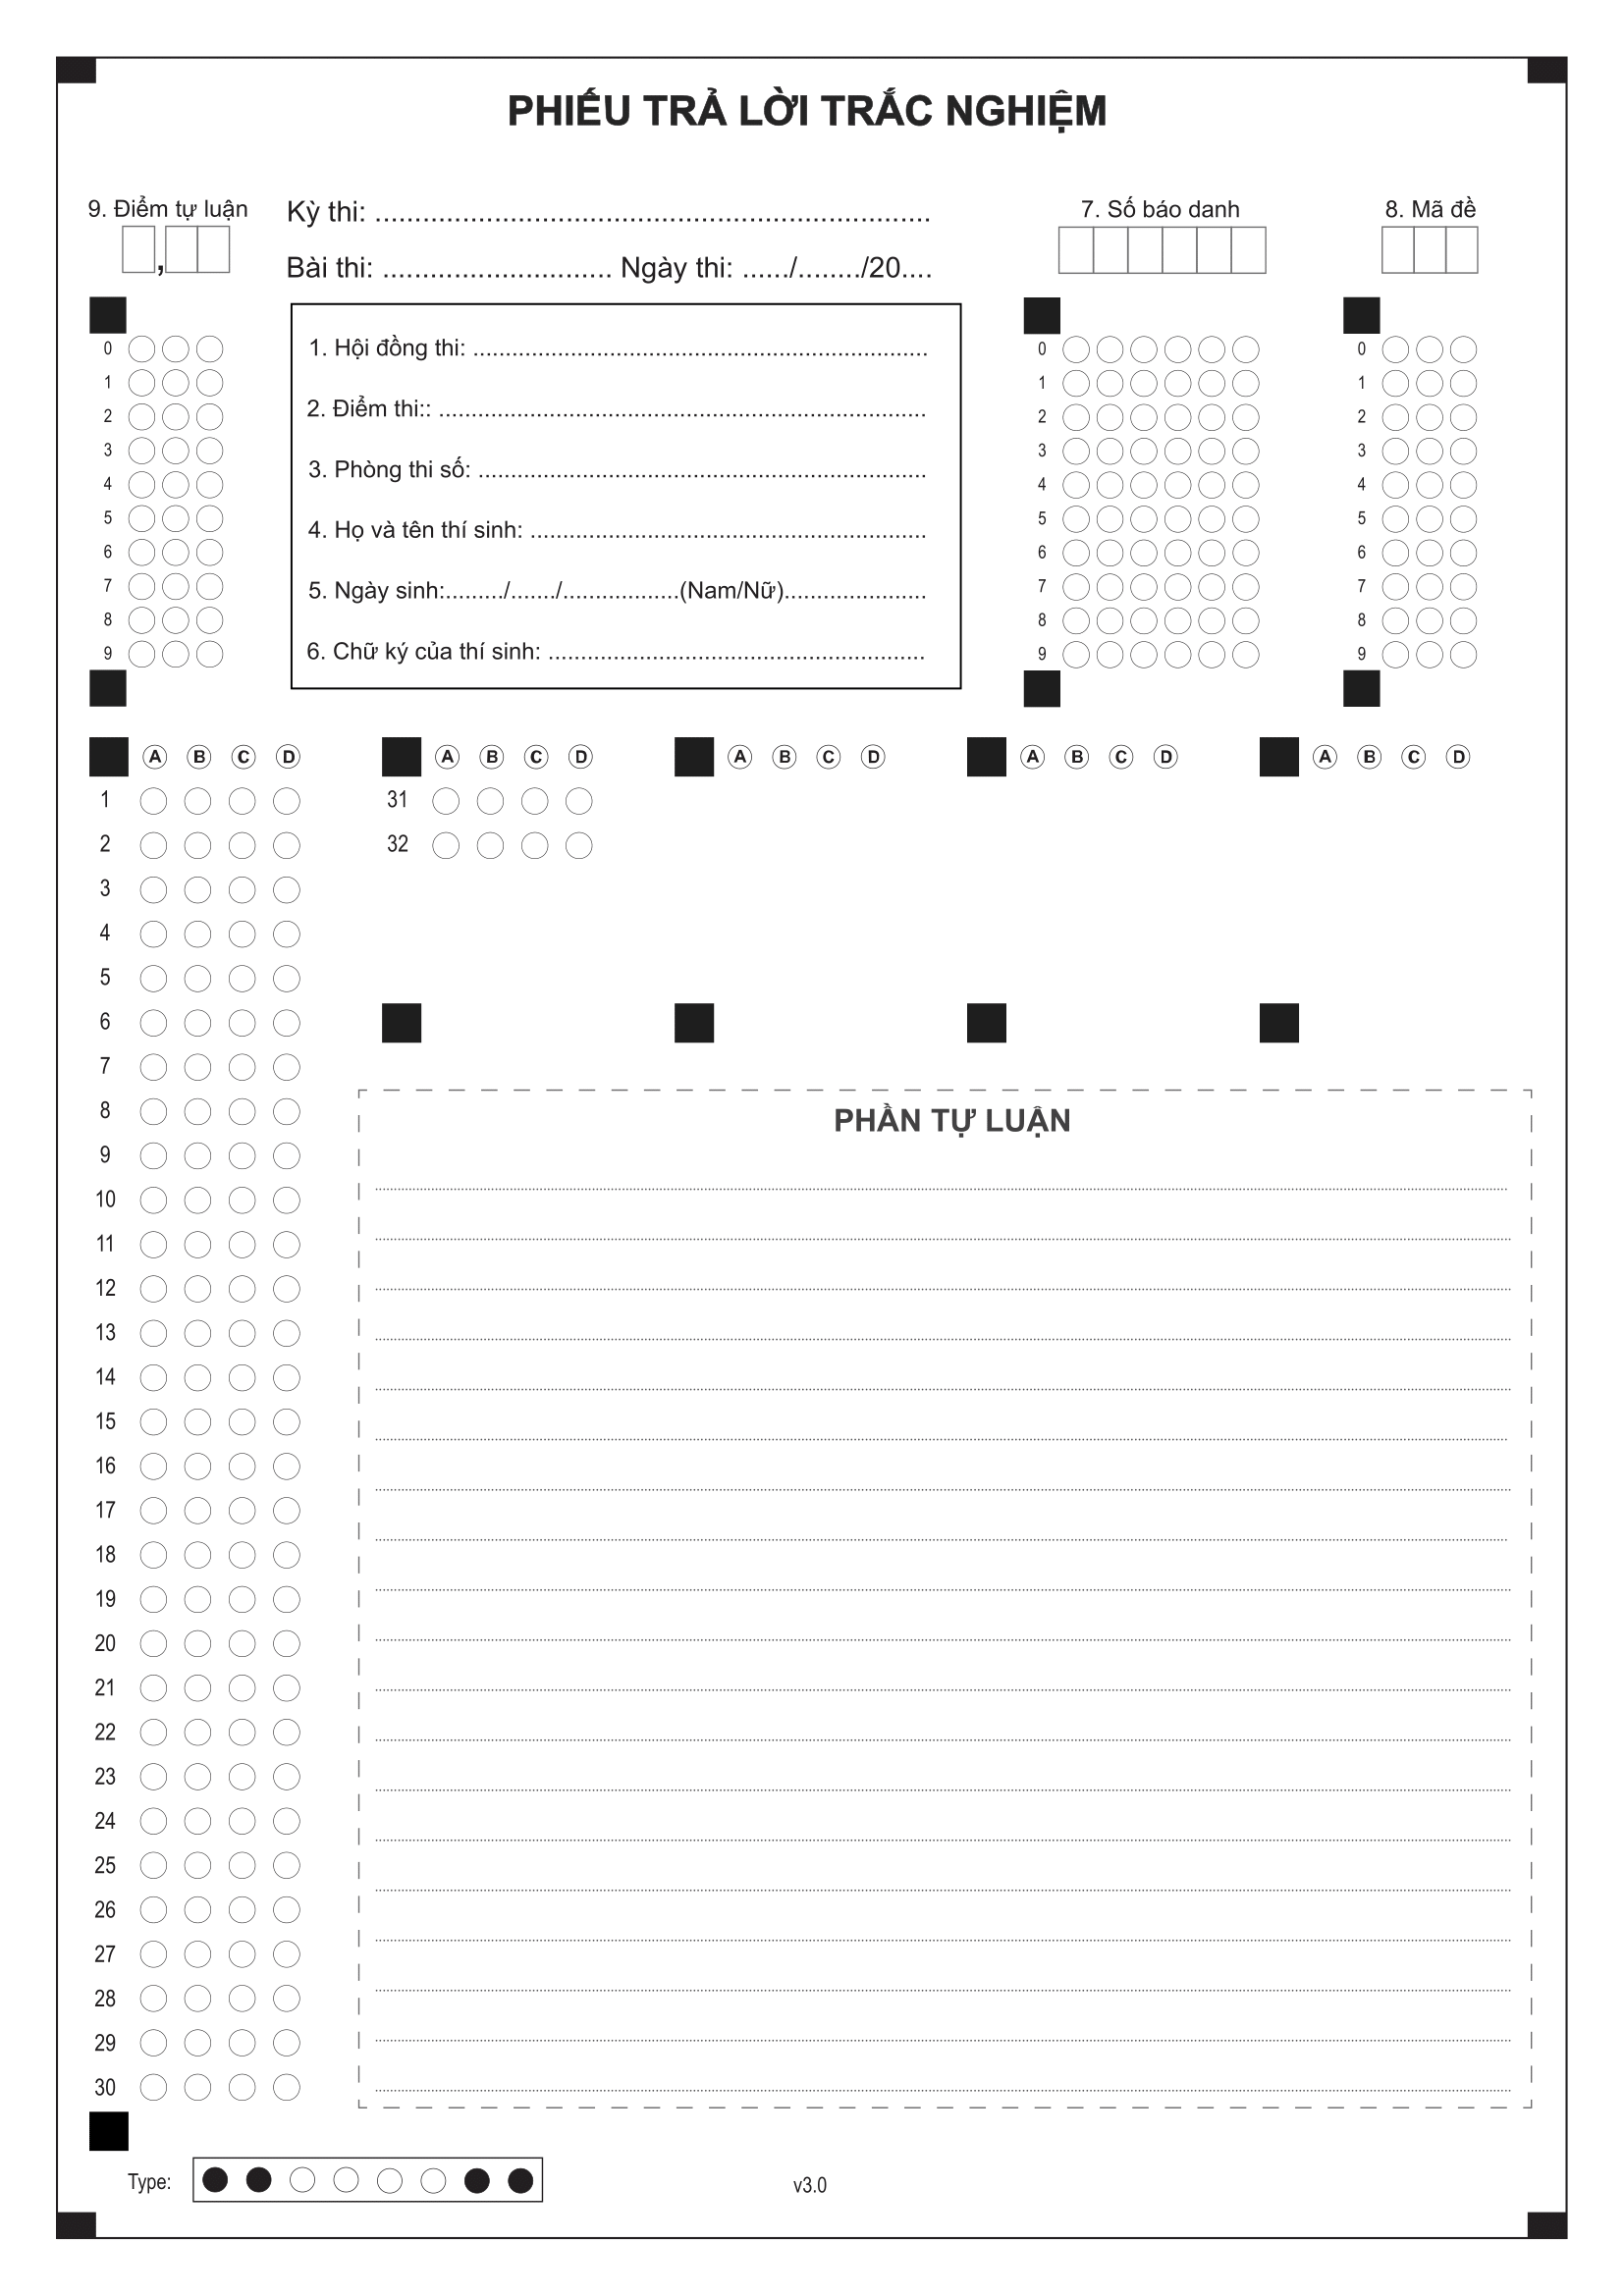 PHIẾU TRẢ LỜI TRẮC NGHIỆM
9. Điểm tự luận
,
Kỳ thi: ......................................................................
Bài thi: ............................. Ngày thi: ....../......../20....
7. Số báo danh
8. Mã đề
1. Hội đồng thi: ......................................................................
2. Điểm thi:: ...........................................................................
3. Phòng thi số: .....................................................................
4. Họ và tên thí sinh: .............................................................
5. Ngày sinh:........./......./..................(Nam/Nữ)......................
6. Chữ ký của thí sinh: ..........................................................
0 0 0
1 1 1
2 2 2
3 3 3
4 4 4
5 5 5
6 6 6
7 7 7
8 8 8
9 9 9
A B C D A B C D A B C D A B C D A B C D
1 31
2 32
3
4
5
6
7
8
9
10
11
12
13
14
15
16
17
18
19
20
21
22
23
24
25
26
27
28
29
30
PHẦN TỰ LUẬN
Type:
v3.0